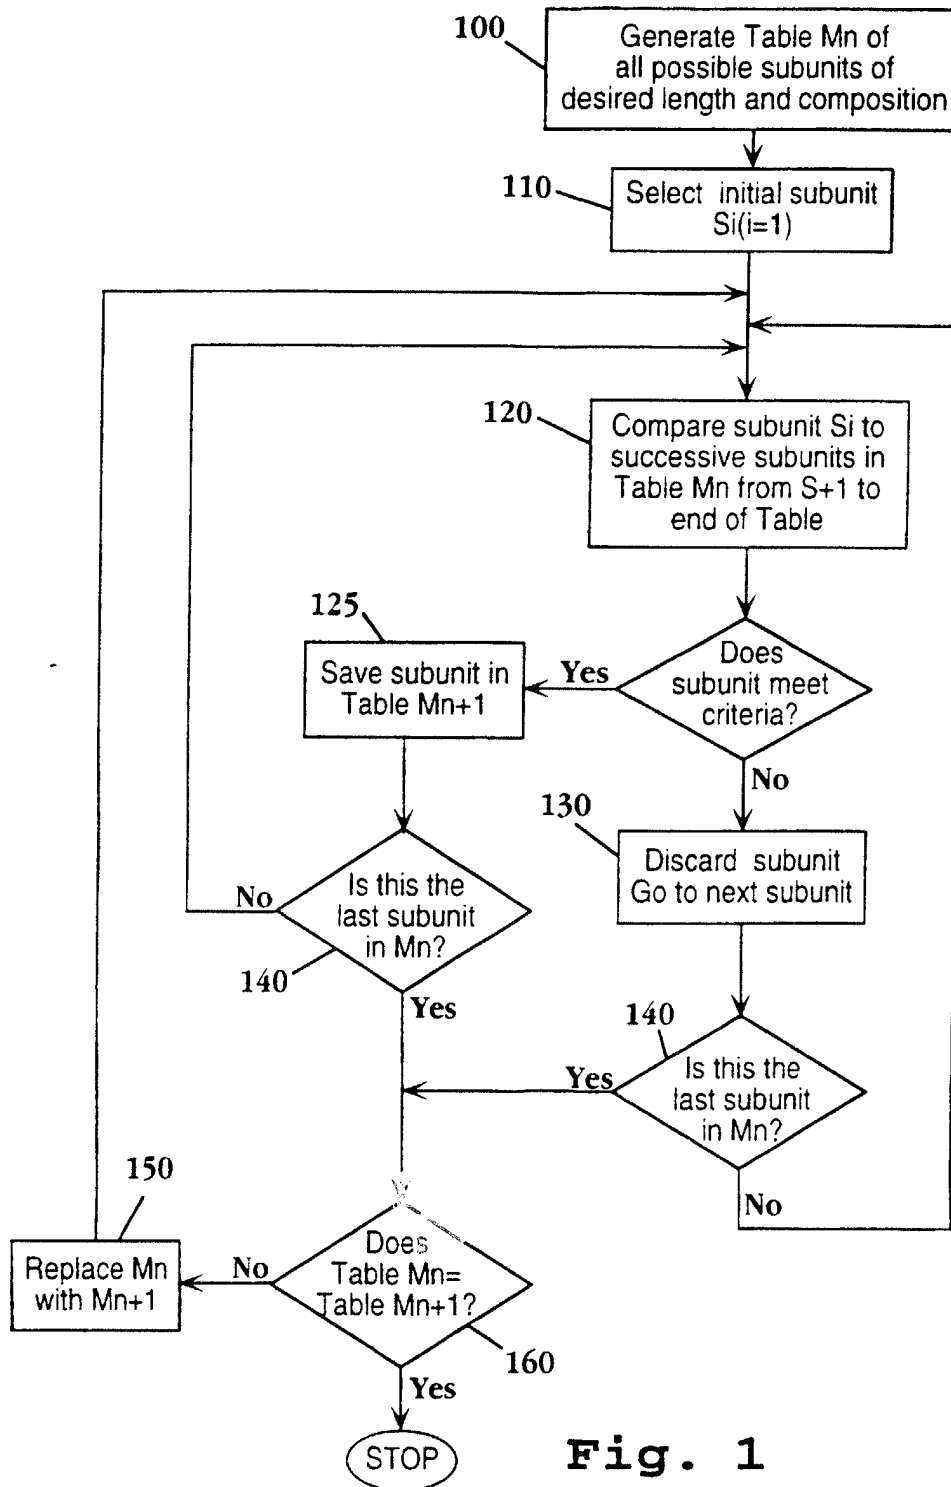 100
Generate Table Mn of
all possible subunits of
desired length and composition
110
Select initial subunit
Si(i=1)
120
Compare subunit Si to
successive subunits in
Table Mn from S+1 to
end of Table
125
Save subunit in
Table Mn+1
Yes
Does
subunit meet
criteria?
No
130
Discard subunit
Go to next subunit
No
Is this the
last subunit
in Mn?
140
Yes
140
Yes
Is this the
last subunit
in Mn?
No
150
Replace Mn
with Mn+1
No
Does
Table Mn=
Table Mn+1?
160
Yes
STOP
Fig. 1